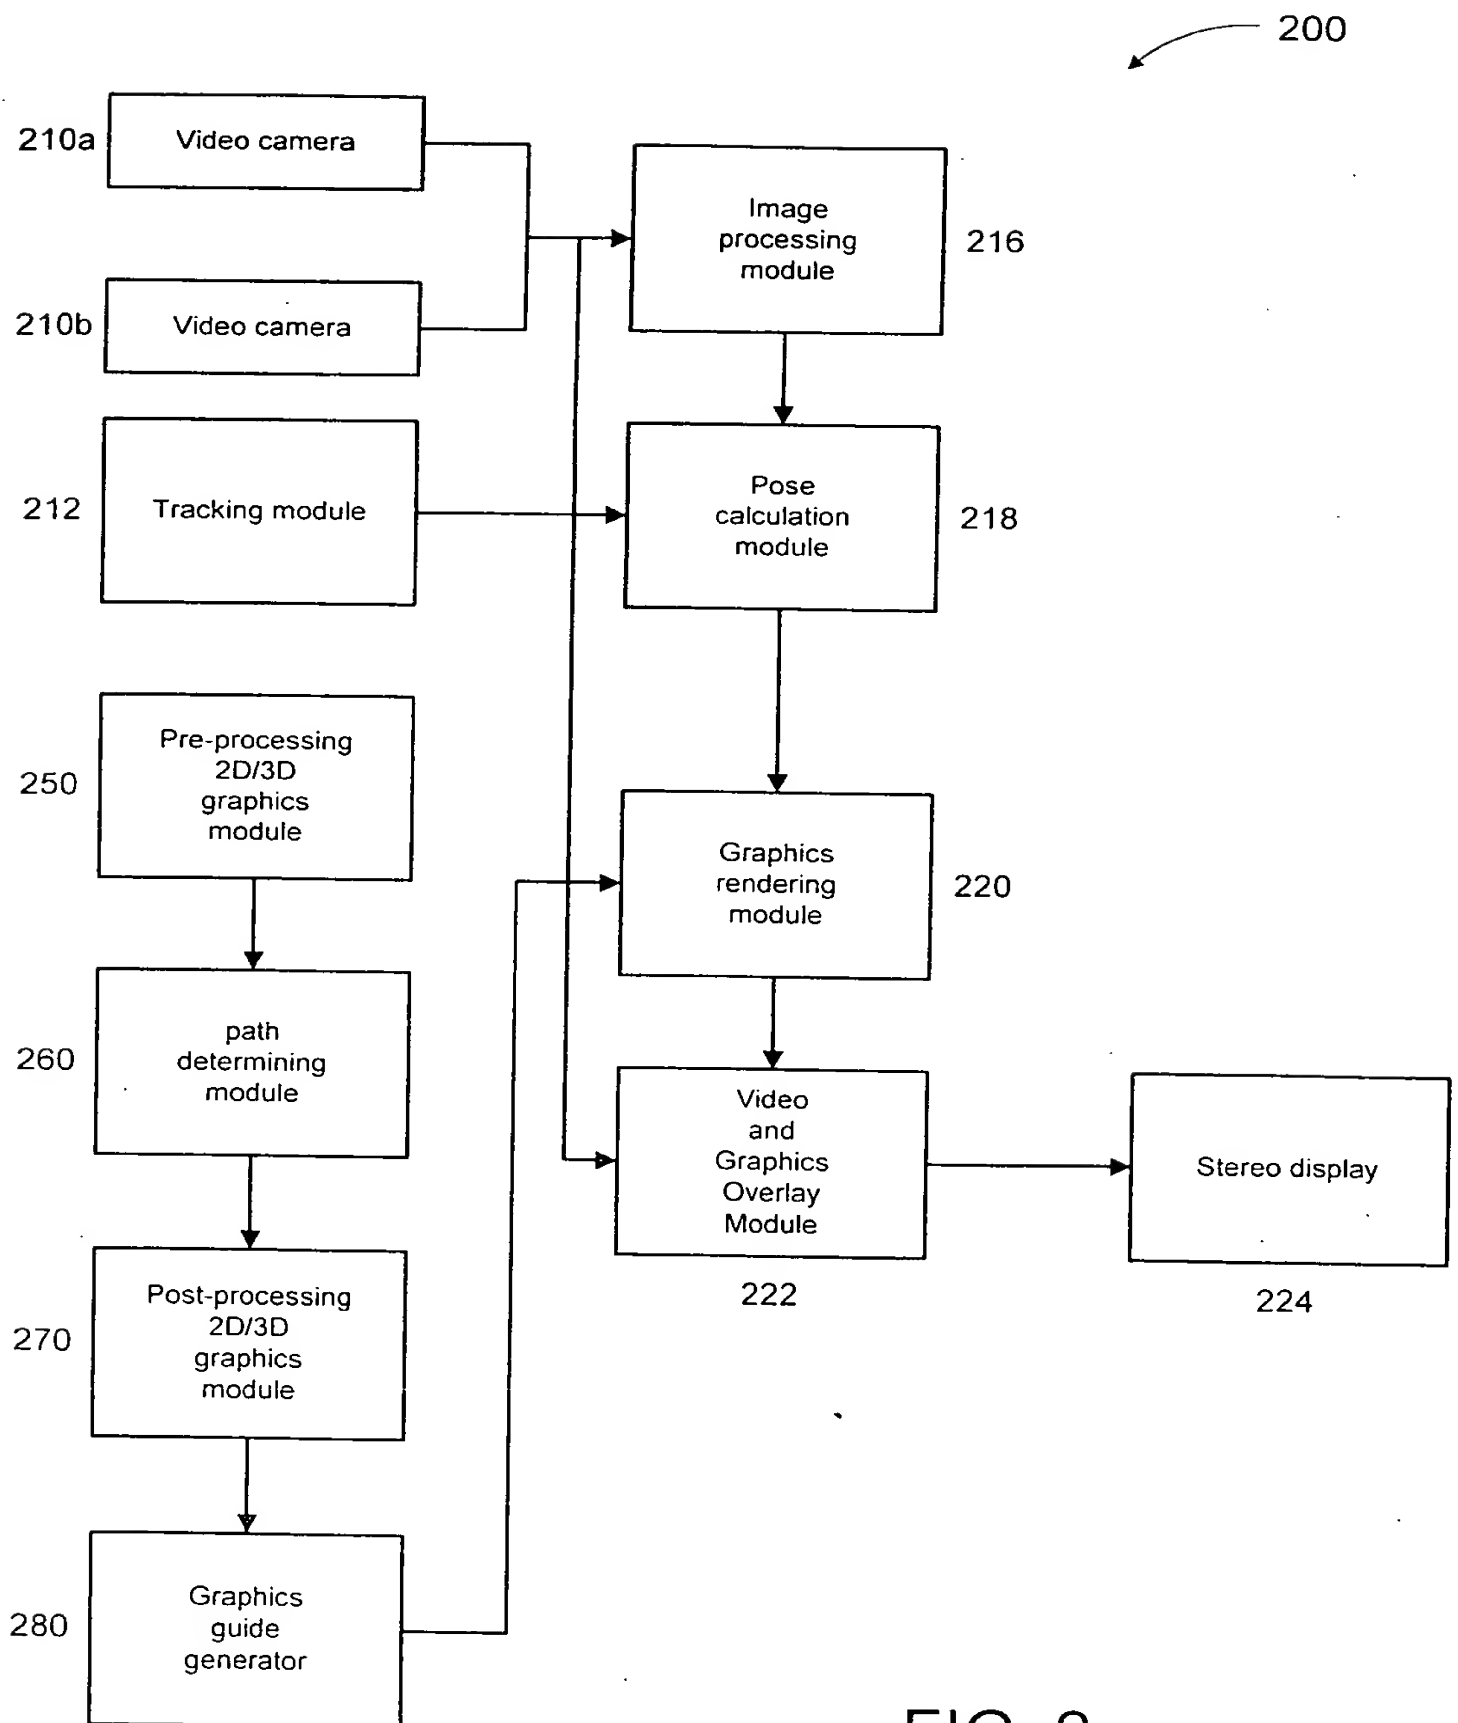 200
210a
Video camera
Image
processing
module
216
210b
Video camera
212
Tracking module
Pose
calculation
module
218
250
Pre-processing
2D/3D
graphics
module
Graphics
rendering
module
220
260
path
determining
module
Video
and
Graphics
Overlay
Module
222
Stereo display
224
270
Post-processing
2D/3D
graphics
module
280
Graphics
guide
generator
FIG.